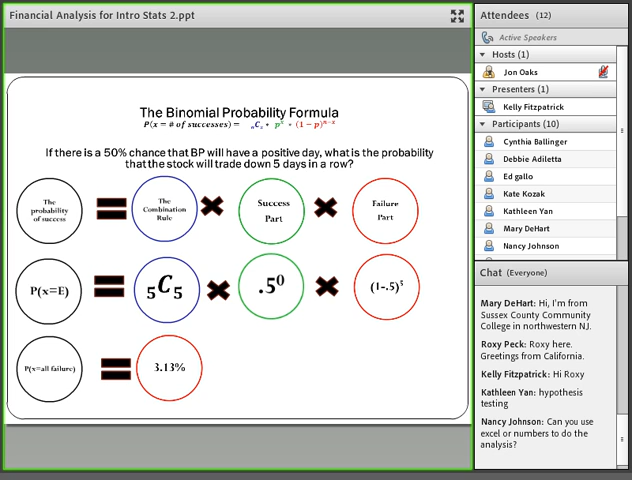 Financial Analysis for Intro Stats 2.ppt
The Binomial Probability Formula
P(x = # of successes) = ₙCₓ * pˣ * (1-p)ⁿ⁻ˣ
If there is a 50% chance that BP will have a positive day, what is the probability
that the stock will trade down 5 days in a row?
The
probability
of success
=
The
Combination
Rule
×
Success
Part
×
Failure
Part
P(x=E)
=
₅C₅
×
.5⁰
×
(1-.5)⁵
P(x=all failure)
=
3.13%
Attendees (12)
Active Speakers
Hosts (1)
Jon Oaks
Presenters (1)
Kelly Fitzpatrick
Participants (10)
Cynthia Ballinger
Debbie Adiletta
Ed gallo
Kate Kozak
Kathleen Yan
Mary DeHart
Nancy Johnson
Chat (Everyone)
Mary DeHart: Hi, I'm from
Sussex County Community
College in northwestern NJ.
Roxy Peck: Roxy here.
Greetings from California.
Kelly Fitzpatrick: Hi Roxy
Kathleen Yan: hypothesis
testing
Nancy Johnson: Can you use
excel or numbers to do the
analysis?